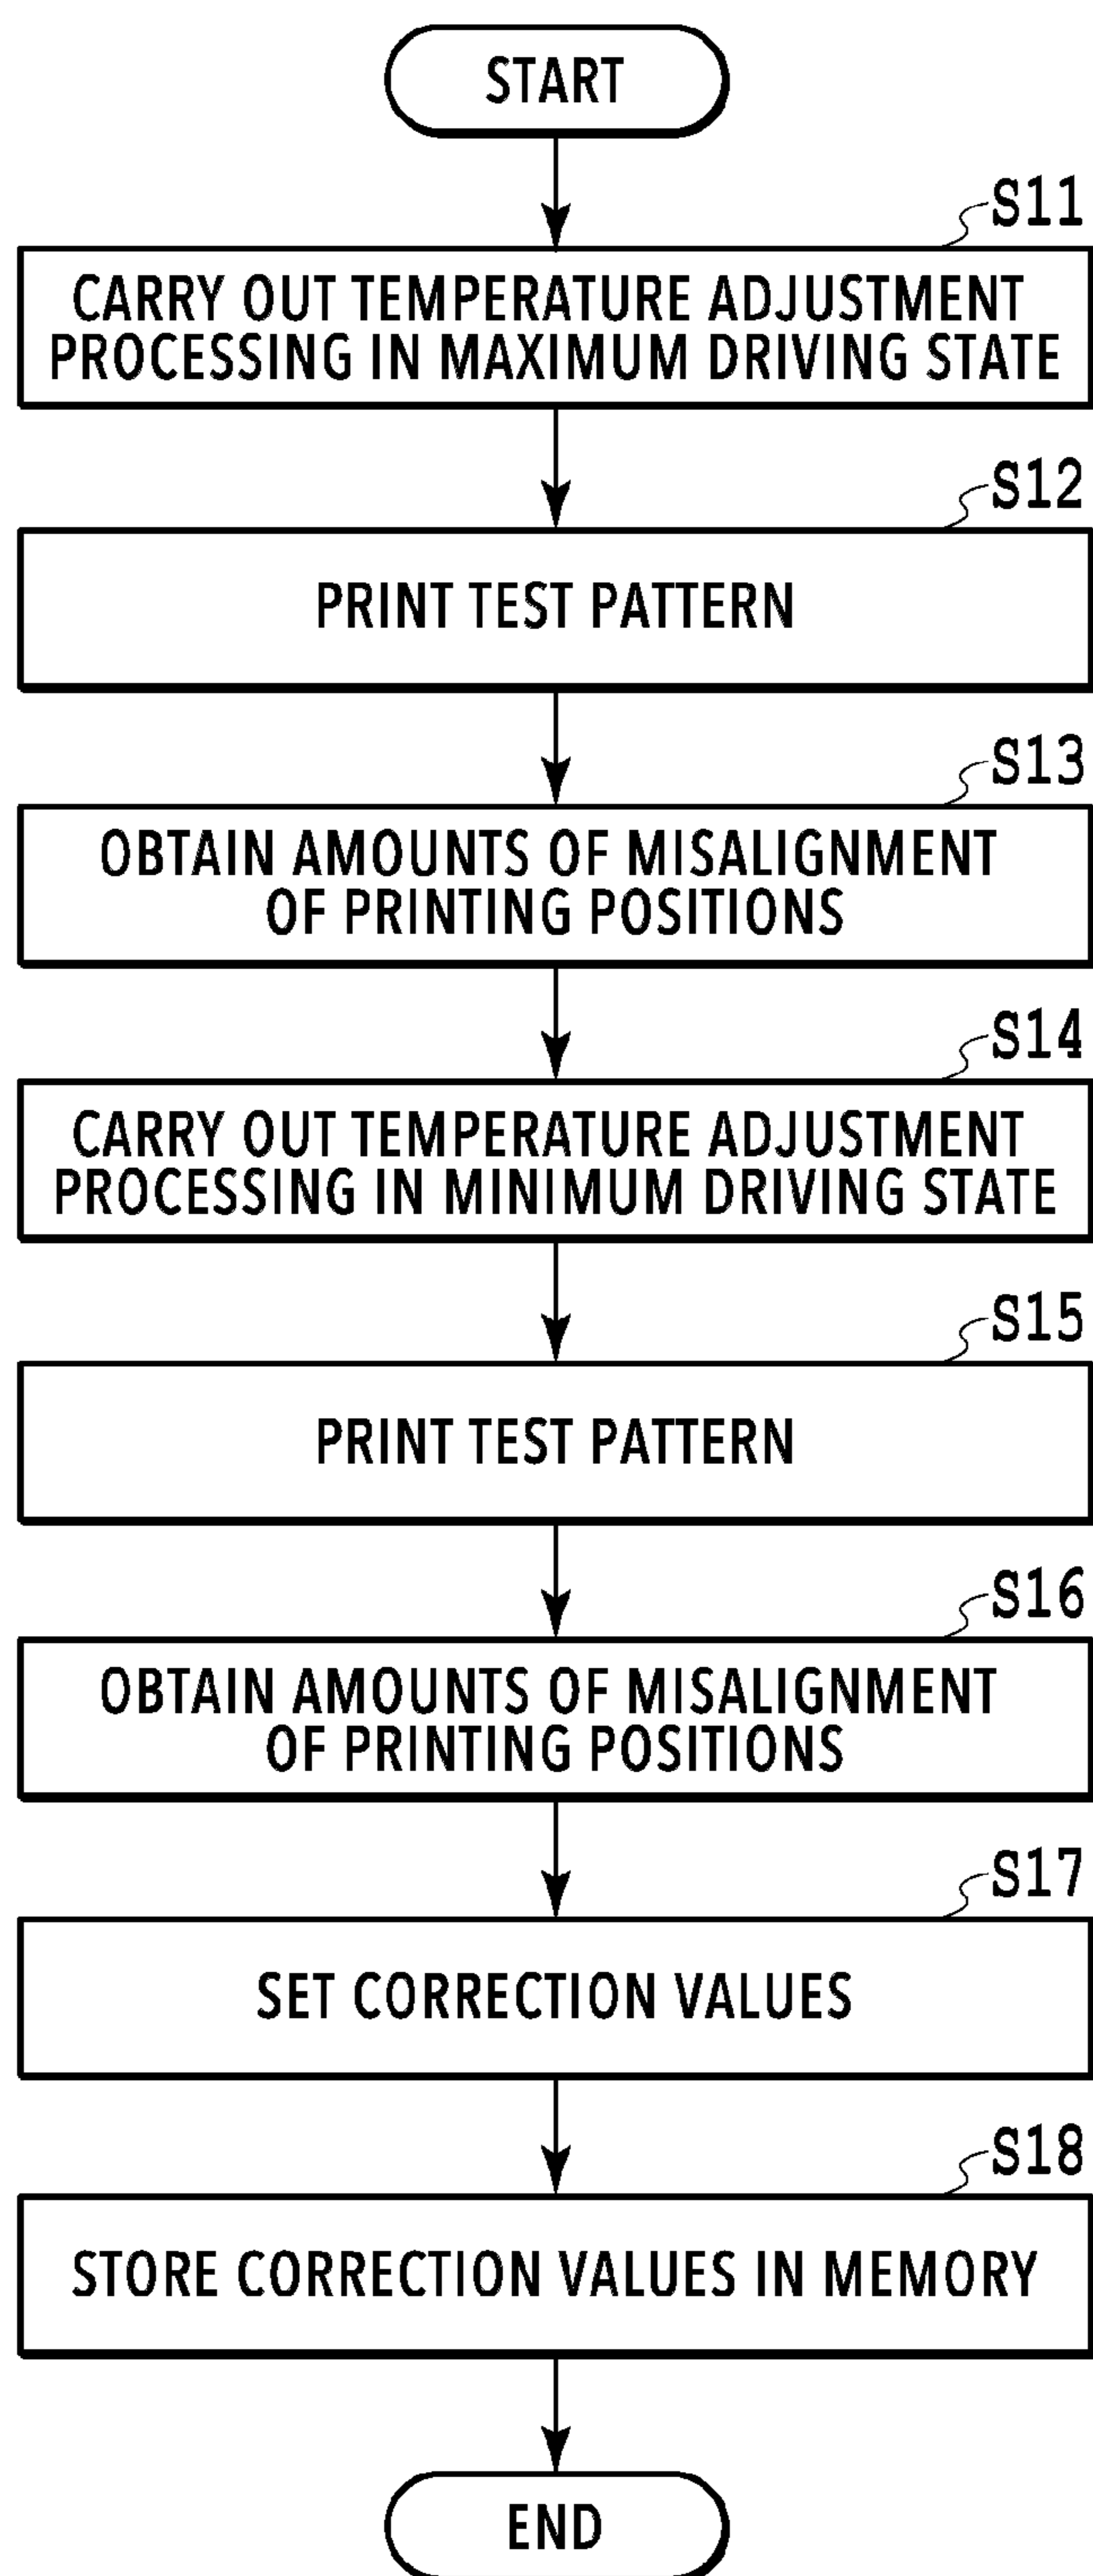 START
S11
CARRY OUT TEMPERATURE ADJUSTMENT
PROCESSING IN MAXIMUM DRIVING STATE
S12
PRINT TEST PATTERN
S13
OBTAIN AMOUNTS OF MISALIGNMENT
OF PRINTING POSITIONS
S14
CARRY OUT TEMPERATURE ADJUSTMENT
PROCESSING IN MINIMUM DRIVING STATE
S15
PRINT TEST PATTERN
S16
OBTAIN AMOUNTS OF MISALIGNMENT
OF PRINTING POSITIONS
S17
SET CORRECTION VALUES
S18
STORE CORRECTION VALUES IN MEMORY
END